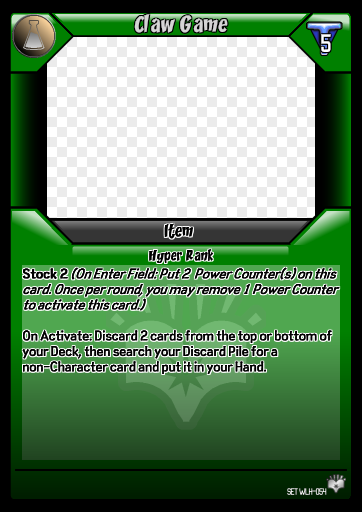 Claw Game
5
Item
Hyper Rank
Stock 2 (On Enter Field: Put 2 Power Counter(s) on this
card. Once per round, you may remove 1 Power Counter
to activate this card.)
On Activate: Discard 2 cards from the top or bottom of
your Deck, then search your Discard Pile for a
non-Character card and put it in your Hand.
SET WLH-054